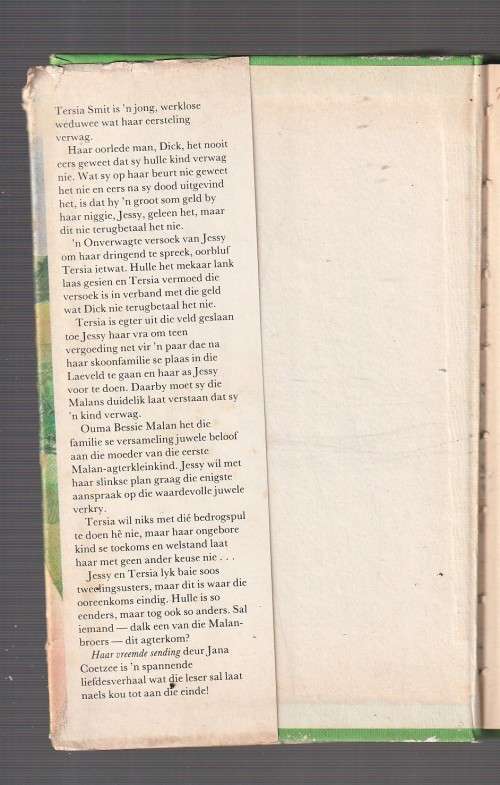 Tersia Smit is 'n jong, werklose
weduwee wat haar eersteling
verwag.
Haar oorlede man, Dick, het nooit
eers geweet dat sy hulle kind verwag
nie. Wat sy op haar beurt nie geweet
het nie en eers na sy dood uitgevind
het, is dat hy 'n groot som geld by
haar niggie, Jessy, geleen het, maar
dit nie terugbetaal het nie.
'n Onverwagte versoek van Jessy
om haar dringend te spreek, oorbluf
Tersia ietwat. Hulle het mekaar lank
laas gesien en Tersia vermoed die
versoek is in verband met die geld
wat Dick nie terugbetaal het nie.
Tersia is egter uit die veld geslaan
toe Jessy haar vra om teen
vergoeding net vir 'n paar dae na
haar skoonfamilie se plaas in die
Laeveld te gaan en haar as Jessy
voor te doen. Daarby moet sy die
Malans duidelik laat verstaan dat sy
'n kind verwag.
Ouma Bessie Malan het die
familie se versameling juwele beloof
aan die moeder van die eerste
Malan-agterkleinkind. Jessy wil met
haar slinkse plan graag die enigste
aanspraak op die waardevolle juwele
verkry.
Tersia wil niks met dié bedrogspul
te doen hê nie, maar haar ongebore
kind se toekoms en welstand laat
haar met geen ander keuse nie . . .
Jessy en Tersia lyk baie soos
tweelingsusters, maar dit is waar die
ooreenkoms eindig. Hulle is so
eenders, maar tog ook so anders. Sal
iemand — dalk een van die Malan-
broers — dit agterkom?
Haar vreemde sending deur Jana
Coetzee is 'n spannende
liefdesverhaal wat die leser sal laat
naels kou tot aan die einde!